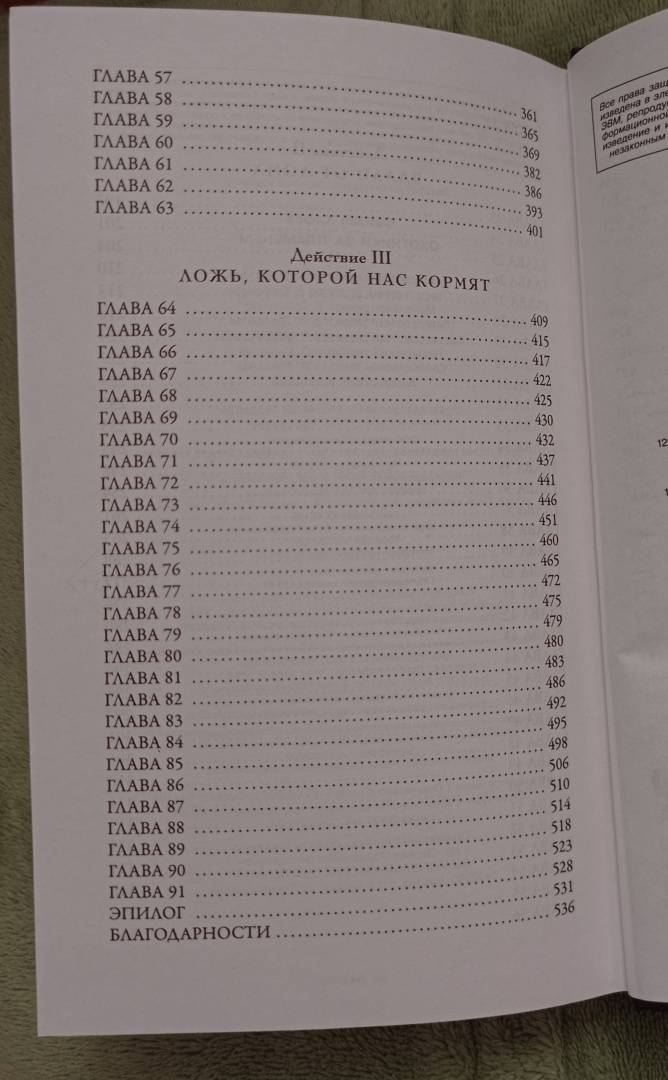 ГЛАВА 57 ........ 361
ГЛАВА 58 ........ 365
ГЛАВА 59 ........ 369
ГЛАВА 60 ........ 382
ГЛАВА 61 ........ 386
ГЛАВА 62 ........ 393
ГЛАВА 63 ........ 401
Действие III
ЛОЖЬ, КОТОРОЙ НАС КОРМЯТ
ГЛАВА 64 ........ 409
ГЛАВА 65 ........ 415
ГЛАВА 66 ........ 417
ГЛАВА 67 ........ 422
ГЛАВА 68 ........ 425
ГЛАВА 69 ........ 430
ГЛАВА 70 ........ 432
ГЛАВА 71 ........ 437
ГЛАВА 72 ........ 441
ГЛАВА 73 ........ 446
ГЛАВА 74 ........ 451
ГЛАВА 75 ........ 460
ГЛАВА 76 ........ 465
ГЛАВА 77 ........ 472
ГЛАВА 78 ........ 475
ГЛАВА 79 ........ 479
ГЛАВА 80 ........ 480
ГЛАВА 81 ........ 483
ГЛАВА 82 ........ 486
ГЛАВА 83 ........ 492
ГЛАВА 84 ........ 495
ГЛАВА 85 ........ 498
ГЛАВА 86 ........ 506
ГЛАВА 87 ........ 510
ГЛАВА 88 ........ 514
ГЛАВА 89 ........ 518
ГЛАВА 90 ........ 523
ГЛАВА 91 ........ 528
ЭПИЛОГ ........ 531
БЛАГОДАРНОСТИ ........ 536
Все права защ
изведена в эле
ЭВМ, репродуц
формационной
изведение и
незаконным
12